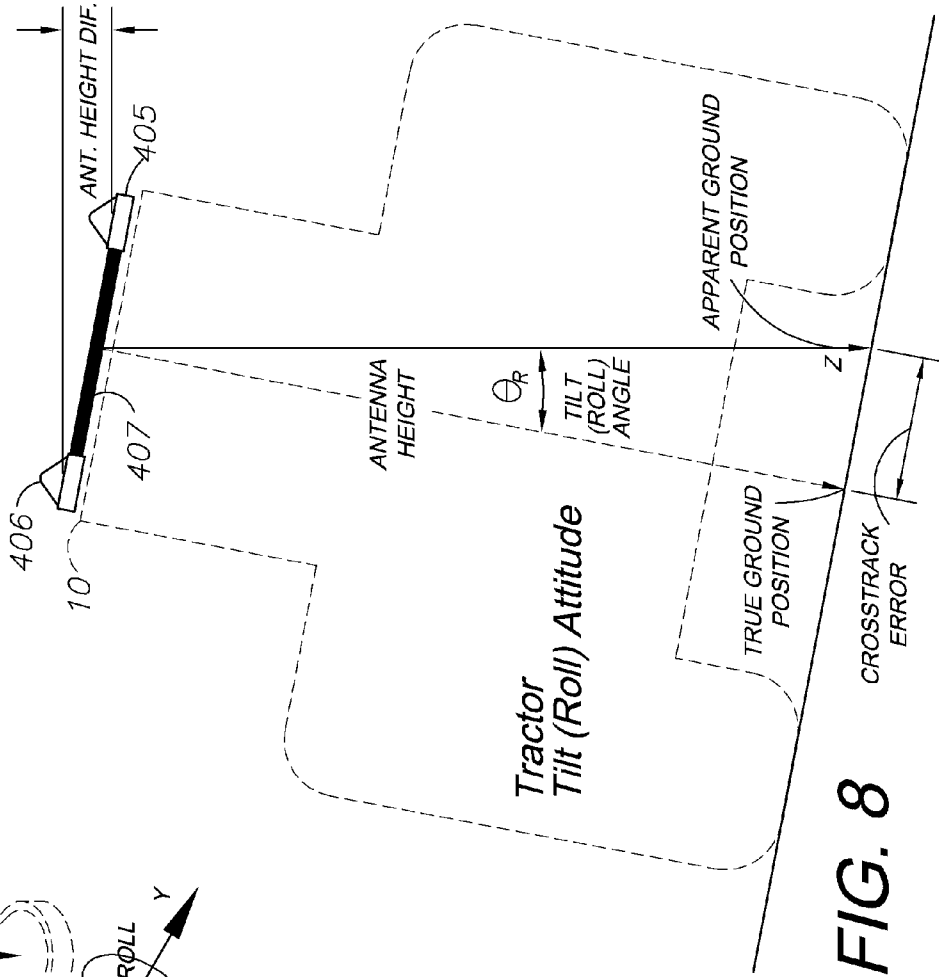 ANT. HEIGHT DIF.
406
405
407
10
ANTENNA
HEIGHT
ΘR
TILT
(ROLL)
ANGLE
APPARENT GROUND
POSITION
Z
TRUE GROUND
POSITION
CROSSTRACK
ERROR
Tractor
Tilt (Roll) Attitude
ROLL
Y
FIG. 8